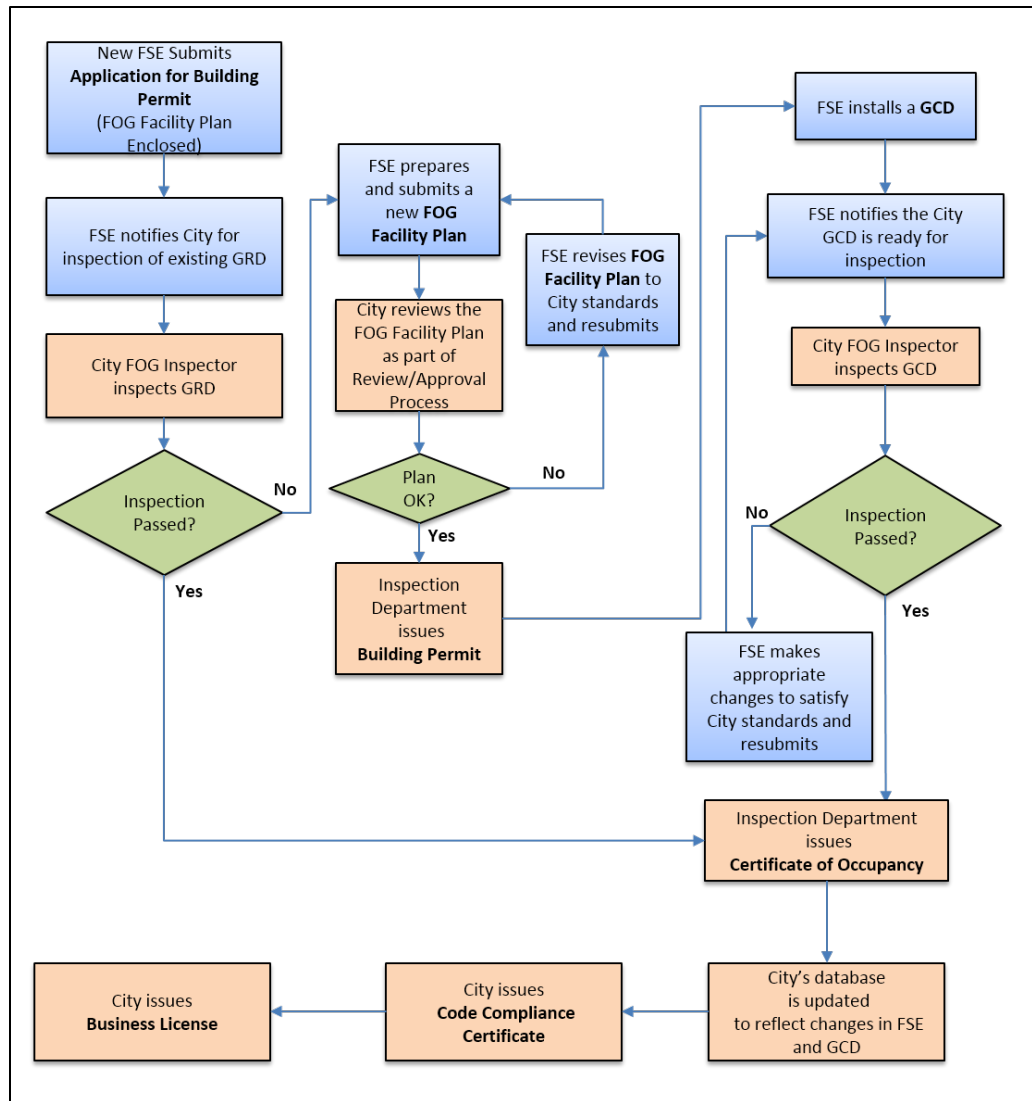 New FSE Submits
Application for Building
Permit
(FOG Facility Plan
Enclosed)
FSE notifies City for
inspection of existing GRD
City FOG Inspector
inspects GRD
Inspection
Passed?
No
Yes
FSE prepares
and submits a
new FOG
Facility Plan
City reviews the
FOG Facility Plan
as part of
Review/Approval
Process
Plan
OK?
No
Yes
FSE revises FOG
Facility Plan to
City standards
and resubmits
Inspection
Department
issues
Building Permit
FSE installs a GCD
FSE notifies the City
GCD is ready for
inspection
City FOG Inspector
inspects GCD
Inspection
Passed?
No
Yes
FSE makes
appropriate
changes to satisfy
City standards and
resubmits
Inspection Department
issues
Certificate of Occupancy
City’s database
is updated
to reflect changes in FSE
and GCD
City issues
Code Compliance
Certificate
City issues
Business License